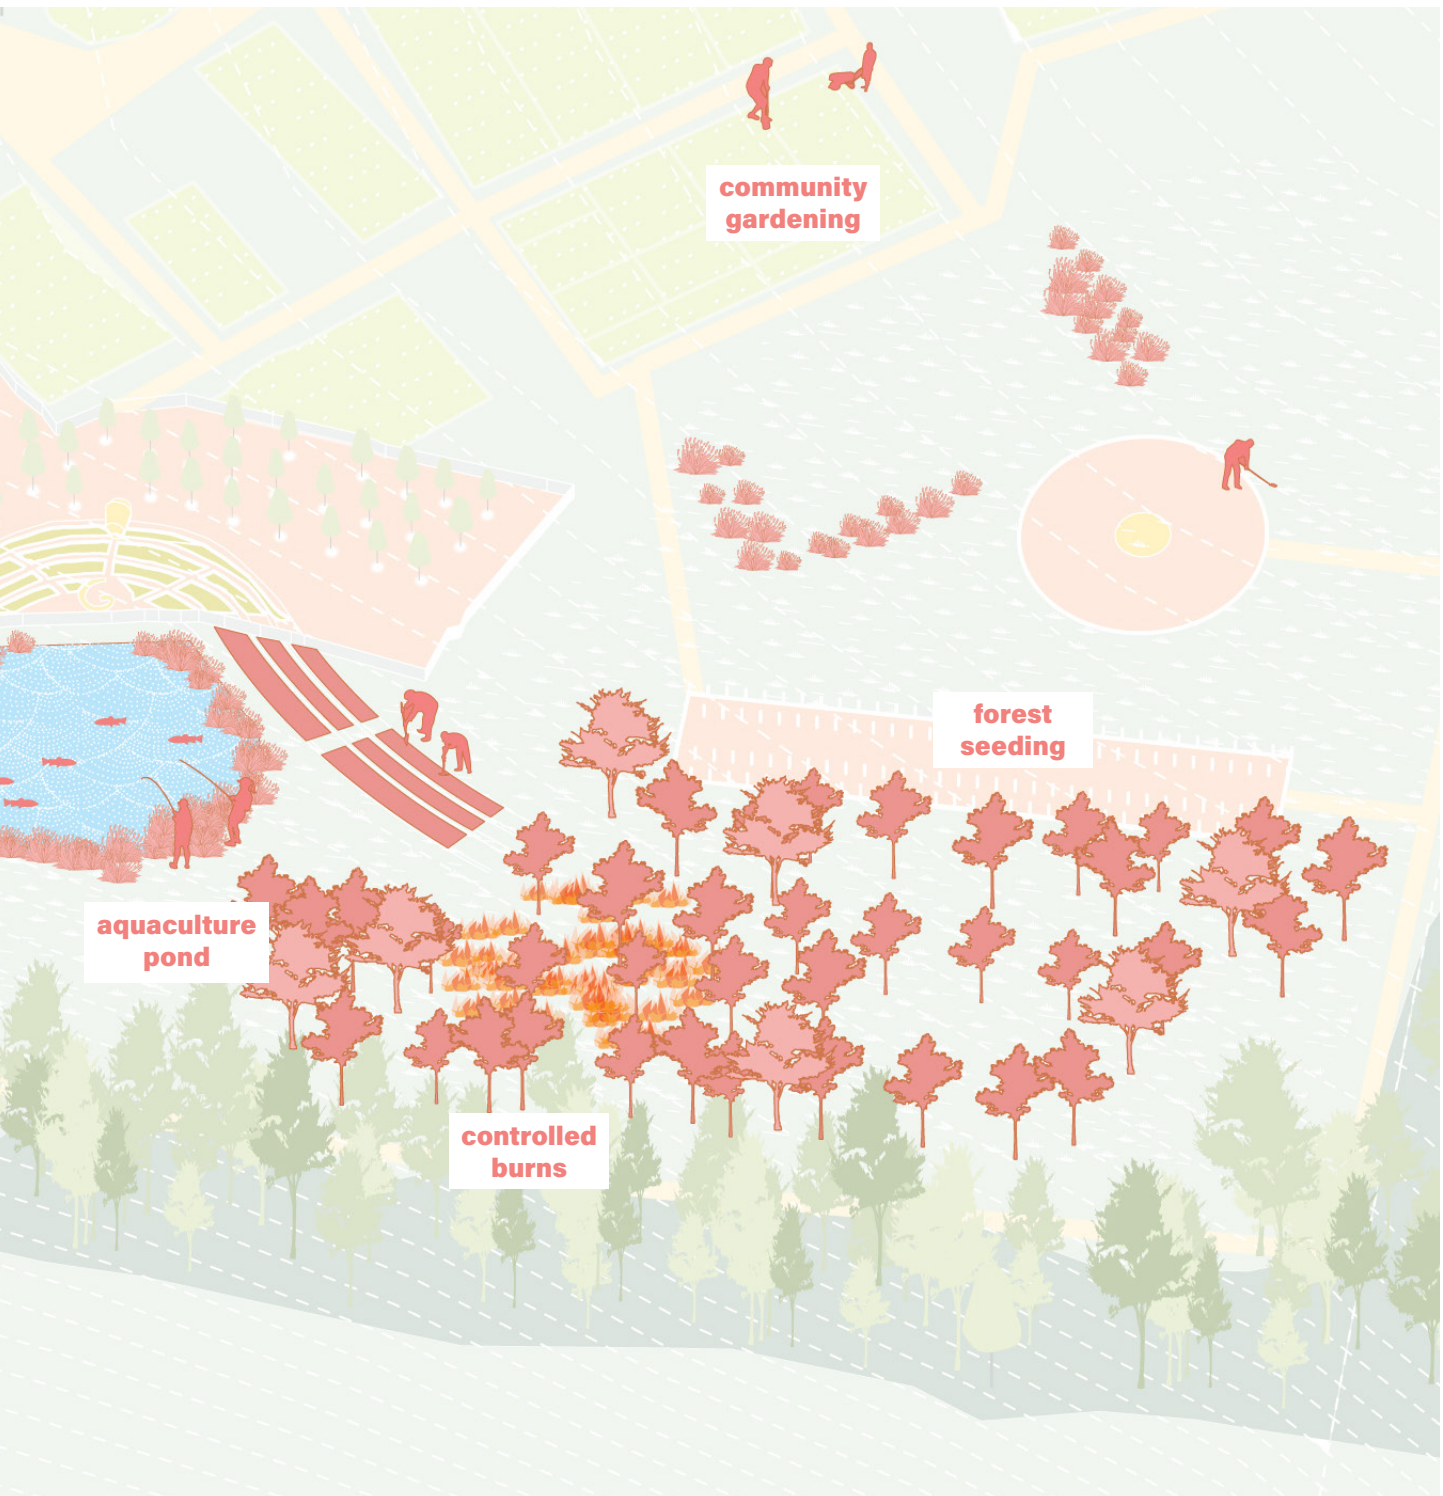 community
gardening
forest
seeding
aquaculture
pond
controlled
burns